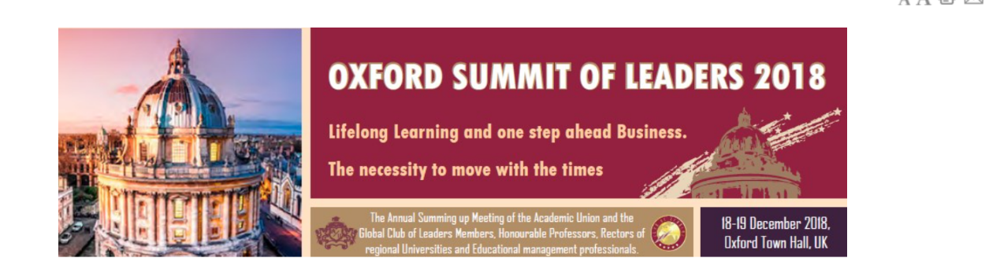 OXFORD SUMMIT OF LEADERS 2018
Lifelong Learning and one step ahead Business.
The necessity to move with the times
The Annual Summing up Meeting of the Academic Union and the
Global Club of Leaders Members, Honourable Professors, Rectors of
regional Universities and Educational management professionals.
18-19 December 2018,
Oxford Town Hall, UK